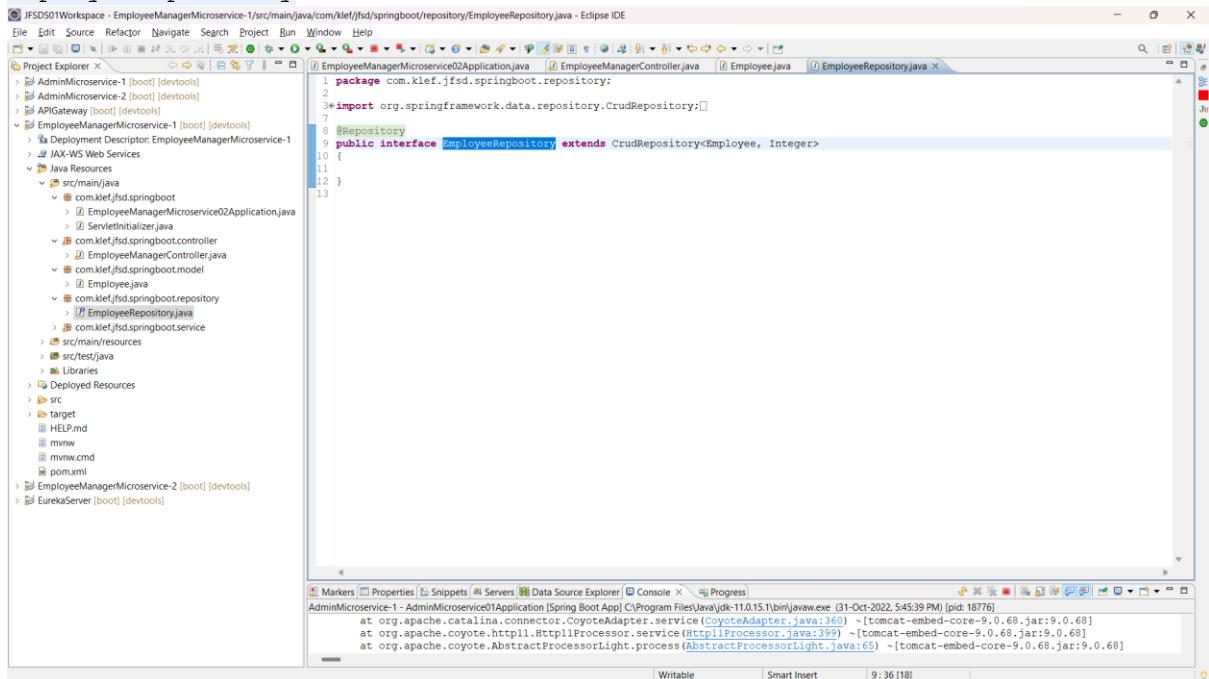 JFSDS01Workspace - EmployeeManagerMicroservice-1/src/main/java/com/klef/jfsd/springboot/repository/EmployeeRepository.java - Eclipse IDE
File Edit Source Refactor Navigate Search Project Run Window Help
Project Explorer
EmployeeManagerMicroservice02Application.java EmployeeManagerController.java Employee.java EmployeeRepository.java
AdminMicroservice-1 [boot] [devtools]
AdminMicroservice-2 [boot] [devtools]
APIGateway [boot] [devtools]
EmployeeManagerMicroservice-1 [boot] [devtools]
Deployment Descriptor: EmployeeManagerMicroservice-1
JAX-WS Web Services
Java Resources
src/main/java
com.klef.jfsd.springboot
EmployeeManagerMicroservice02Application.java
ServletInitializer.java
com.klef.jfsd.springboot.controller
EmployeeManagerController.java
com.klef.jfsd.springboot.model
Employee.java
com.klef.jfsd.springboot.repository
EmployeeRepository.java
com.klef.jfsd.springboot.service
src/main/resources
src/test/java
Libraries
Deployed Resources
src
target
HELP.md
mvnw
mvnw.cmd
pom.xml
EmployeeManagerMicroservice-2 [boot] [devtools]
EurekaServer [boot] [devtools]
1 package com.klef.jfsd.springboot.repository;
2
3 import org.springframework.data.repository.CrudRepository;
7
8 @Repository
9 public interface EmployeeRepository extends CrudRepository<Employee, Integer>
10 {
11
12 }
13
Markers Properties Snippets Servers Data Source Explorer Console Progress
AdminMicroservice-1 - AdminMicroservice01Application [Spring Boot App] C:\Program Files\Java\jdk-11.0.15.1\bin\javaw.exe (31-Oct-2022, 5:45:39 PM) [pid: 18776]
at org.apache.catalina.connector.CoyoteAdapter.service(CoyoteAdapter.java:360) ~[tomcat-embed-core-9.0.68.jar:9.0.68]
at org.apache.coyote.http11.Http11Processor.service(Http11Processor.java:399) ~[tomcat-embed-core-9.0.68.jar:9.0.68]
at org.apache.coyote.AbstractProcessorLight.process(AbstractProcessorLight.java:65) ~[tomcat-embed-core-9.0.68.jar:9.0.68]
Writable Smart Insert 9 : 36 [18]